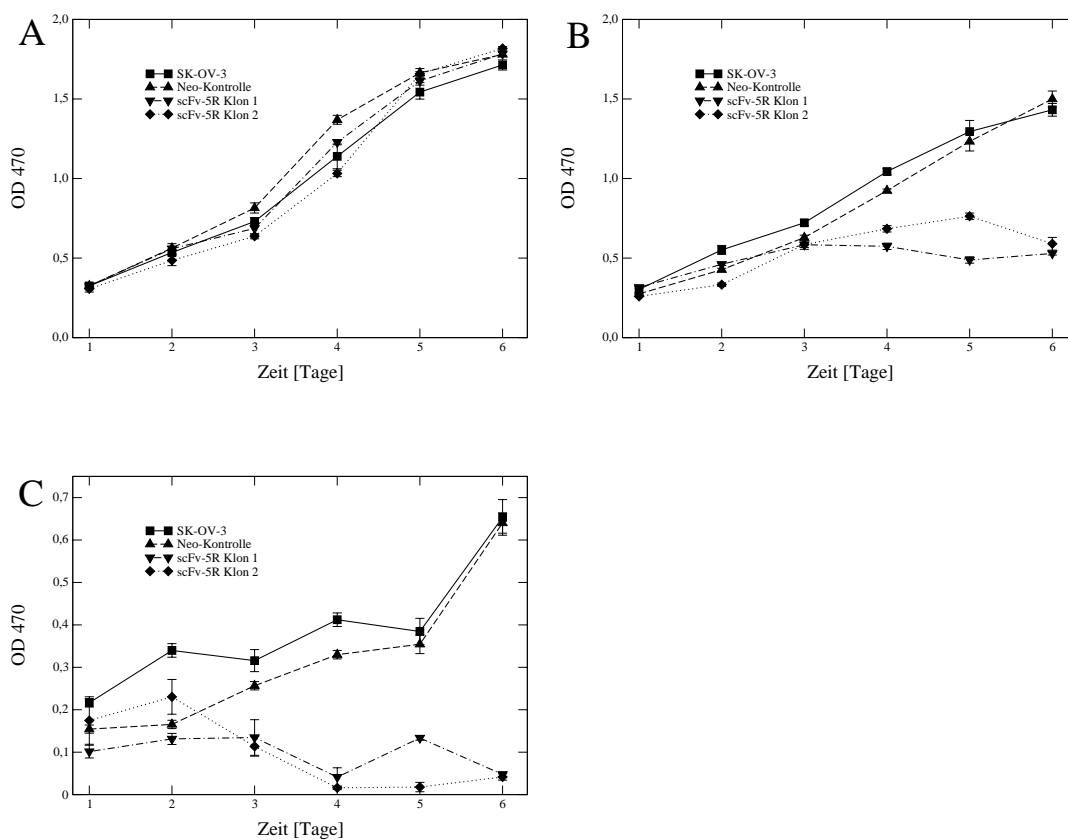 A
2,0
1,5
1,0
0,5
0,0
OD 470
SK-OV-3
Neo-Kontrolle
scFv-5R Klon 1
scFv-5R Klon 2
1 2 3 4 5 6
Zeit [Tage]
B
2,0
1,5
1,0
0,5
0,0
OD 470
SK-OV-3
Neo-Kontrolle
scFv-5R Klon 1
scFv-5R Klon 2
1 2 3 4 5 6
Zeit [Tage]
C
0,7
0,6
0,5
0,4
0,3
0,2
0,1
0
OD 470
SK-OV-3
Neo-Kontrolle
scFv-5R Klon 1
scFv-5R Klon 2
1 2 3 4 5 6
Zeit [Tage]